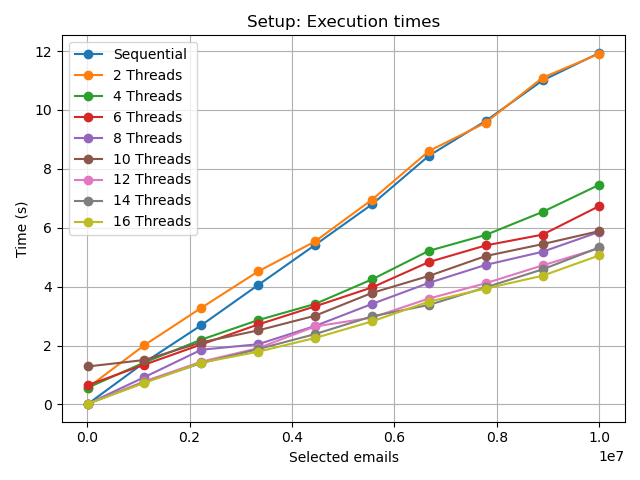 Setup: Execution times
Sequential
2 Threads
4 Threads
6 Threads
8 Threads
10 Threads
12 Threads
14 Threads
16 Threads
12
10
8
6
4
2
0
Time (s)
0.0 0.2 0.4 0.6 0.8 1.0
1e7
Selected emails